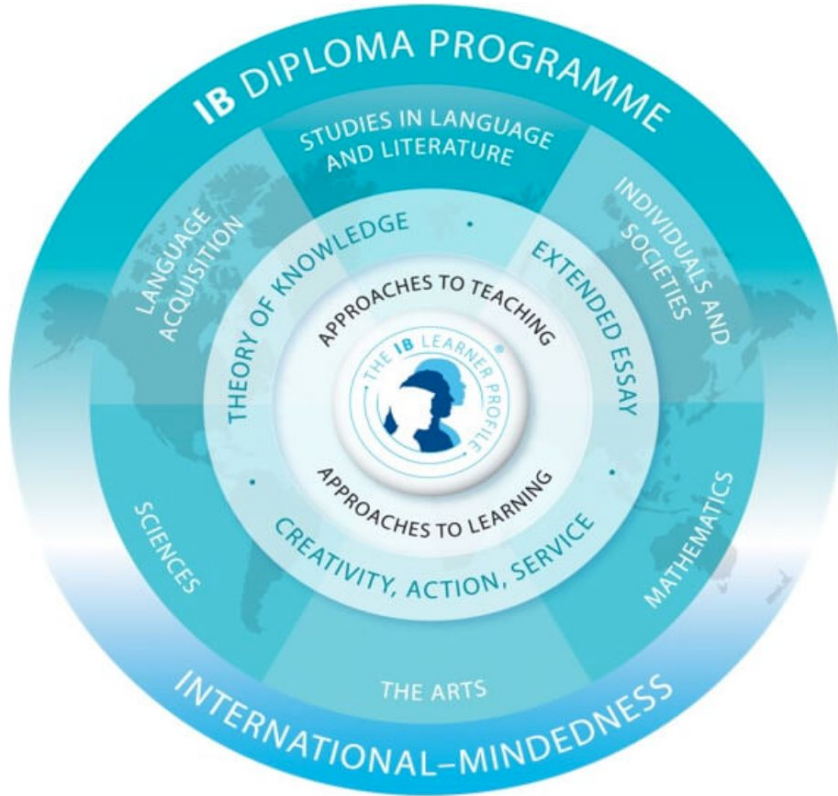 IB DIPLOMA PROGRAMME
STUDIES IN LANGUAGE
AND LITERATURE
LANGUAGE
ACQUISITION
INDIVIDUALS AND
SOCIETIES
THEORY OF KNOWLEDGE
•
EXTENDED ESSAY
APPROACHES TO TEACHING
THE IB LEARNER PROFILE
®
APPROACHES TO LEARNING
•
CREATIVITY, ACTION, SERVICE
•
SCIENCES
MATHEMATICS
THE ARTS
INTERNATIONAL–MINDEDNESS